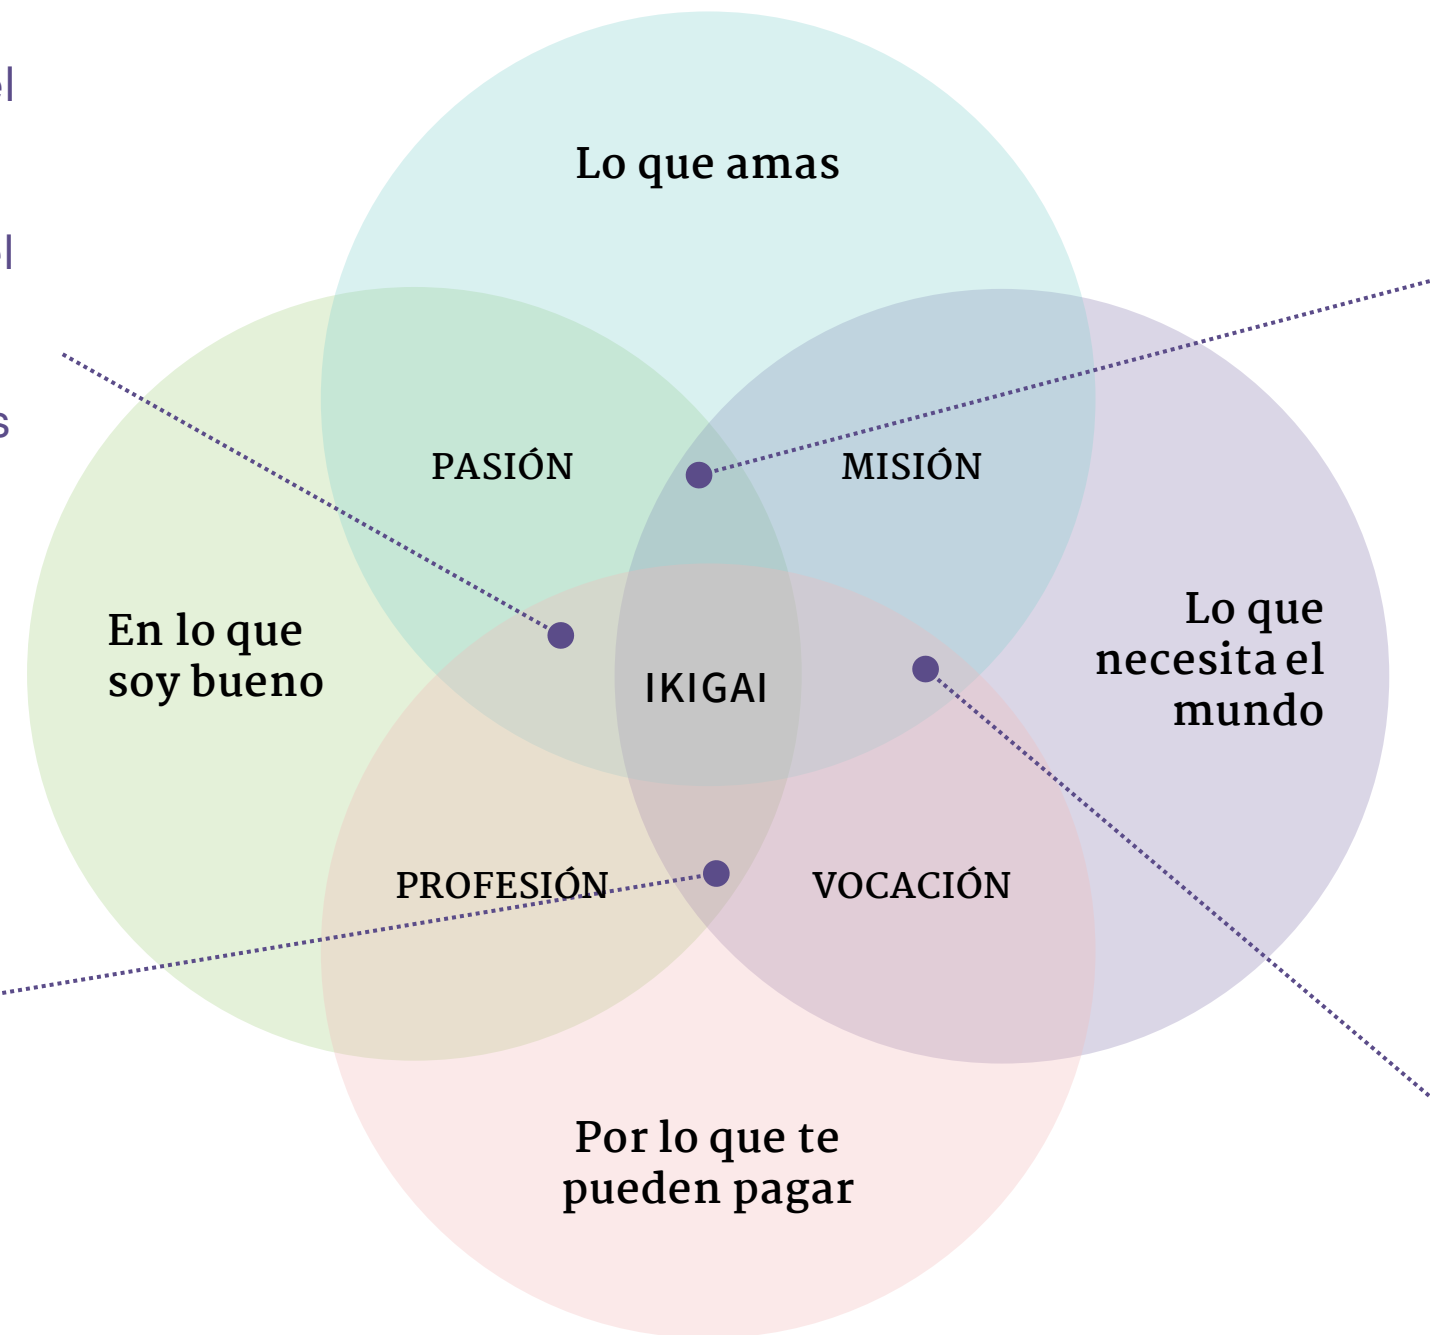 Lo que amas
PASIÓN
MISIÓN
En lo que
soy bueno
IKIGAI
Lo que
necesita el
mundo
PROFESIÓN
VOCACIÓN
Por lo que te
pueden pagar